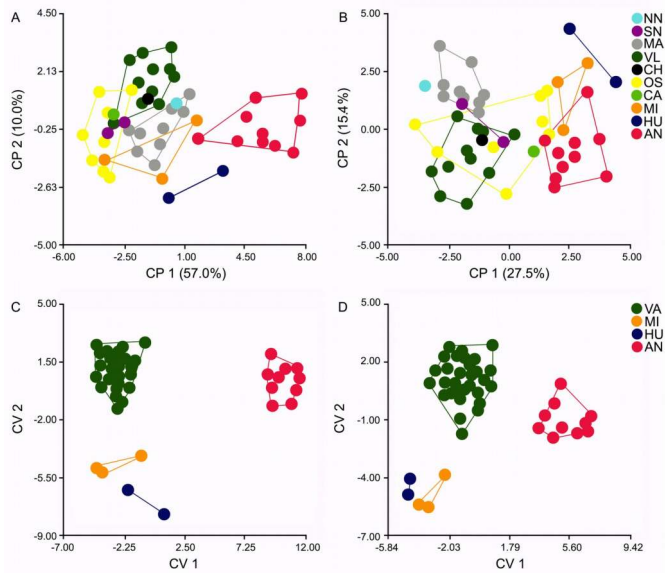 A
4.50
2.13
-0.25
-2.63
-5.00
CP 2 (10.0%)
-6.00 -2.50 1.00 4.50 8.00
CP 1 (57.0%)
B
5.00
2.50
0.00
-2.50
-5.00
CP 2 (15.4%)
-5.00 -2.50 0.00 2.50 5.00
CP 1 (27.5%)
NN
SN
MA
VL
CH
OS
CA
MI
HU
AN
C
5.00
1.50
-2.00
-5.50
-9.00
CV 2
-7.00 -2.25 2.50 7.25 12.00
CV 1
D
5.00
2.00
-1.00
-4.00
-7.00
CV 2
-5.84 -2.03 1.79 5.60 9.42
CV 1
VA
MI
HU
AN